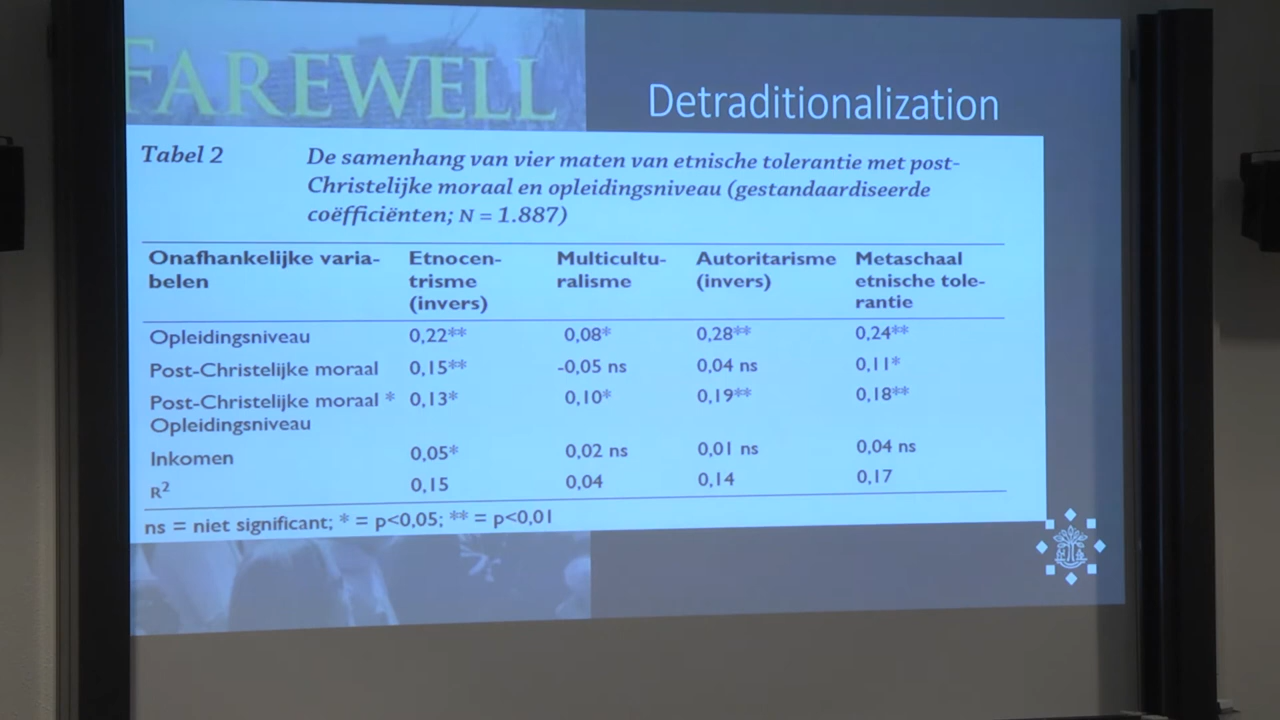 FAREWELL
Detraditionalization
Tabel 2 De samenhang van vier maten van etnische tolerantie met post-
Christelijke moraal en opleidingsniveau (gestandaardiseerde
coëfficiënten; N = 1.887)
Onafhankelijke varia- Etnocen- Multicultu- Autoritarisme Metaschaal
belen trisme ralisme (invers) etnische tole-
(invers) rantie
Opleidingsniveau 0,22** 0,08* 0,28** 0,24**
Post-Christelijke moraal 0,15** -0,05 ns 0,04 ns 0,11*
Post-Christelijke moraal * 0,13* 0,10* 0,19** 0,18**
Opleidingsniveau
Inkomen 0,05* 0,02 ns 0,01 ns 0,04 ns
R² 0,15 0,04 0,14 0,17
ns = niet significant; * = p<0,05; ** = p<0,01